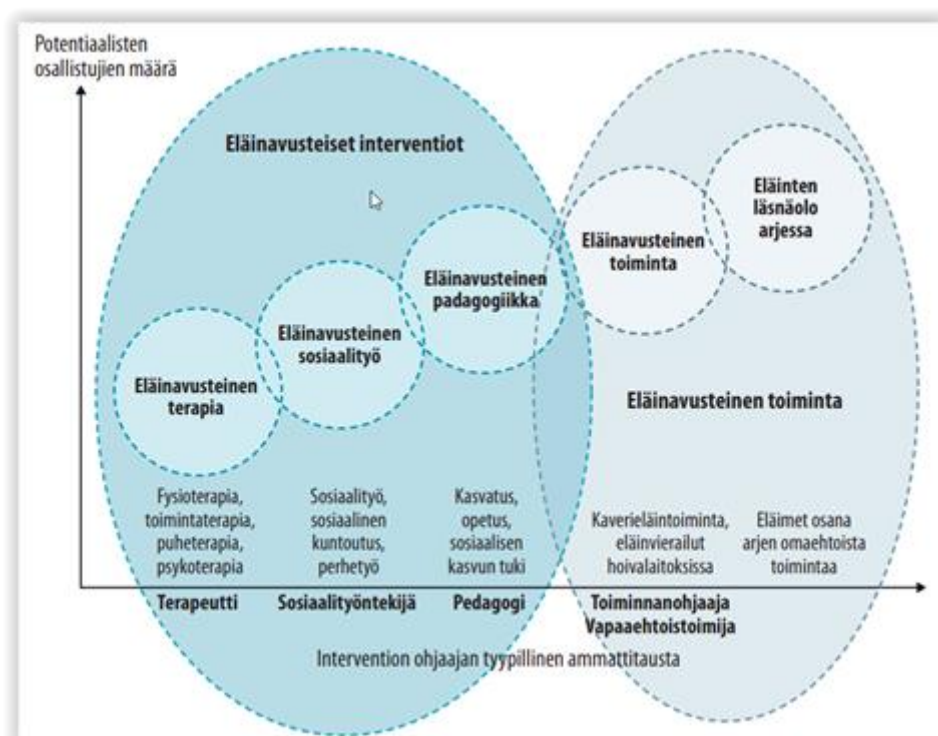 Potentiaalisten
osallistujien määrä
Eläinavusteiset interventiot
Eläinavusteinen
terapia
Eläinavusteinen
sosiaalityö
Eläinavusteinen
padagogiikka
Eläinavusteinen
toiminta
Eläinten
läsnäolo
arjessa
Eläinavusteinen toiminta
Fysioterapia,
toimintaterapia,
puheterapia,
psykoterapia
Sosiaalityö,
sosiaalinen
kuntoutus,
perhetyö
Kasvatus,
opetus,
sosiaalisen
kasvun tuki
Kaverieläintoiminta,
eläinvierailut
hoivalaitoksissa
Eläimet osana
arjen omaehtoista
toimintaa
Terapeutti
Sosiaalityöntekijä
Pedagogi
Toiminnanohjaaja
Vapaaehtoistoimija
Intervention ohjaajan tyypillinen ammattitausta